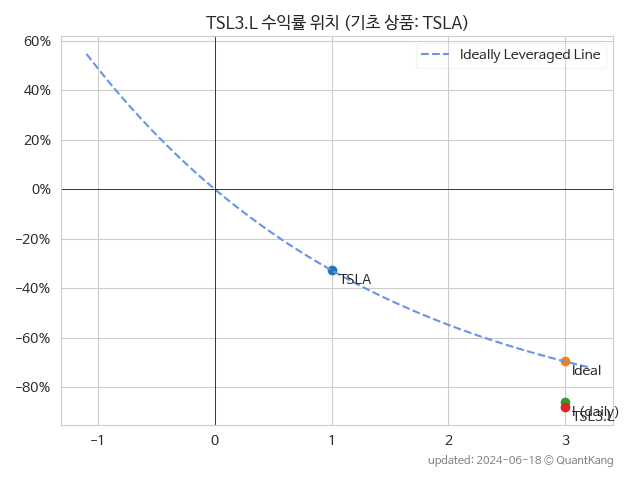 TSL3.L 수익률 위치 (기초 상품: TSLA)
Ideally Leveraged Line
60%
40%
20%
0%
−20%
−40%
−60%
−80%
TSLA
Ideal
(daily)
TSL3.L
−1
0
1
2
3
updated: 2024-06-18 © QuantKang